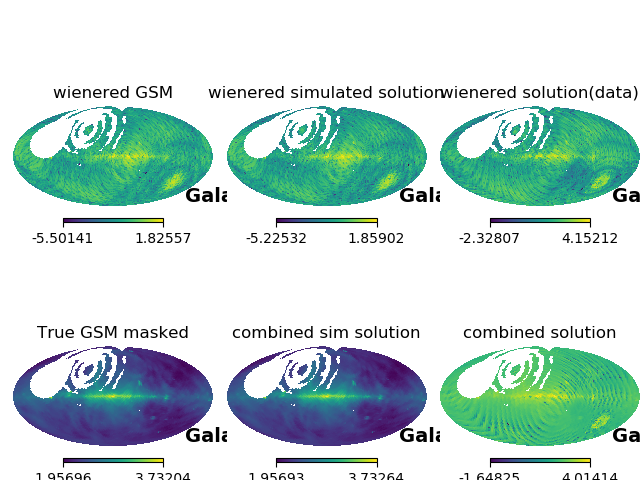 wienered GSM
wienered simulated solution
wienered solution(data)
Gala
Gala
Ga
-5.50141 1.82557
-5.22532 1.85902
-2.32807 4.15212
True GSM masked
combined sim solution
combined solution
Gala
Gala
Ga
1.95696 3.73204
1.95693 3.73264
-1.64825 4.01414